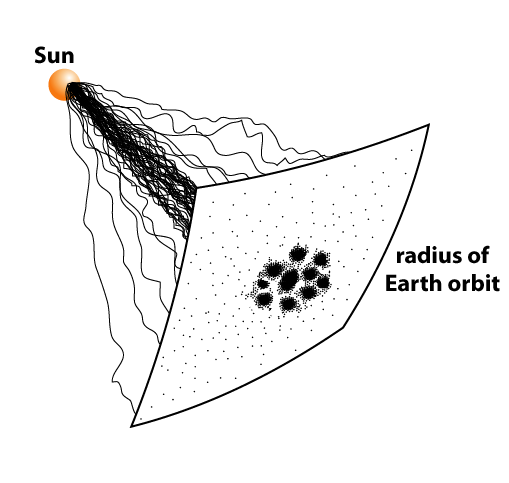 Sun
radius of
Earth orbit